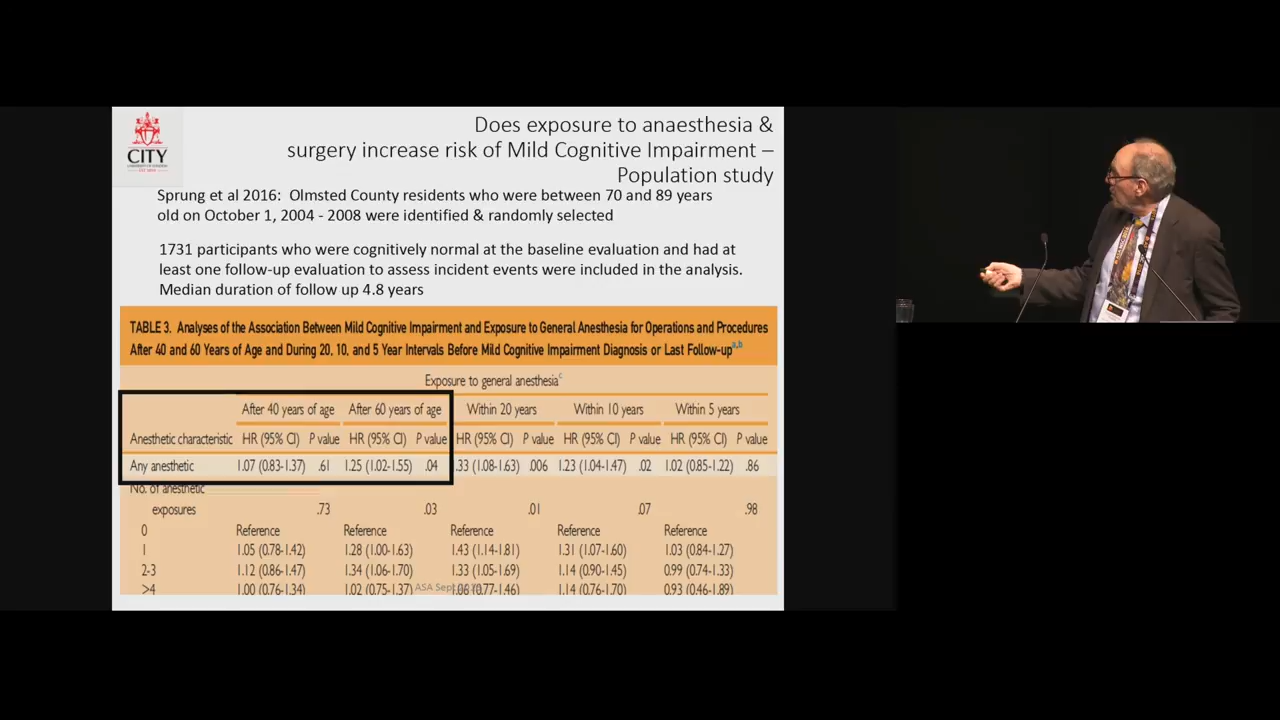 CITY
UNIVERSITY OF LONDON
EST 1894
Does exposure to anaesthesia &
surgery increase risk of Mild Cognitive Impairment –
Population study
Sprung et al 2016: Olmsted County residents who were between 70 and 89 years
old on October 1, 2004 - 2008 were identified & randomly selected
1731 participants who were cognitively normal at the baseline evaluation and had at
least one follow-up evaluation to assess incident events were included in the analysis.
Median duration of follow up 4.8 years
TABLE 3. Analyses of the Association Between Mild Cognitive Impairment and Exposure to General Anesthesia for Operations and Procedures
After 40 and 60 Years of Age and During 20, 10, and 5 Year Intervals Before Mild Cognitive Impairment Diagnosis or Last Follow-up a,b
Exposure to general anesthesia c
After 40 years of age After 60 years of age Within 20 years Within 10 years Within 5 years
Anesthetic characteristic HR (95% CI) P value HR (95% CI) P value HR (95% CI) P value HR (95% CI) P value HR (95% CI) P value
Any anesthetic 1.07 (0.83-1.37) .61 1.25 (1.02-1.55) .04 .33 (1.08-1.63) .006 1.23 (1.04-1.47) .02 1.02 (0.85-1.22) .86
No. of anesthetic
exposures .73 .03 .01 .07 .98
0 Reference Reference Reference Reference Reference
1 1.05 (0.78-1.42) 1.28 (1.00-1.63) 1.43 (1.14-1.81) 1.31 (1.07-1.60) 1.03 (0.84-1.27)
2-3 1.12 (0.86-1.47) 1.34 (1.06-1.70) 1.33 (1.05-1.69) 1.14 (0.90-1.45) 0.99 (0.74-1.33)
>4 1.00 (0.76-1.34) 1.02 (0.75-1.37) 1.14 (0.76-1.70) 0.93 (0.46-1.89)
ASA Sept